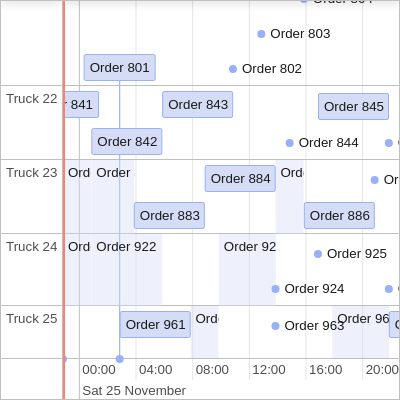 Order 803
Order 801
Order 802
Truck 22
841
Order 843
Order 845
Order 842
Order 844
Truck 23
Ord
Order
Order 884
Ord
Or
Order 883
Order 886
Truck 24
Ord
Order 922
Order 92
Order 925
Order 924
Truck 25
Order 961
Ord
Order 963
Order 96
00:00
04:00
08:00
12:00
16:00
20:00
Sat 25 November